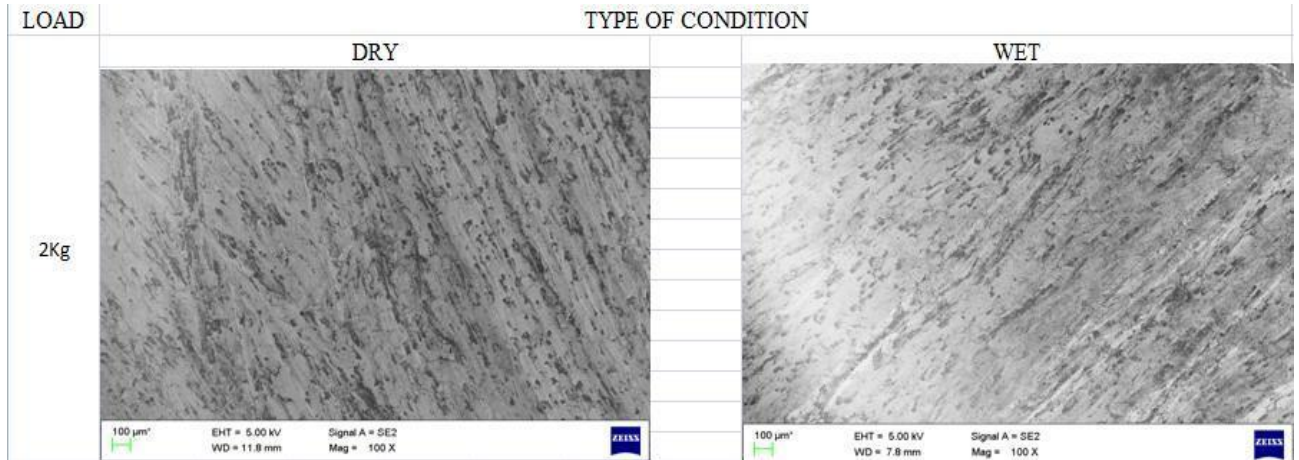 LOAD TYPE OF CONDITION
DRY WET
2Kg
100 µm*
EHT = 5.00 kV Signal A = SE2
WD = 11.8 mm Mag = 100 X
ZEISS
100 µm*
EHT = 5.00 kV Signal A = SE2
WD = 7.8 mm Mag = 100 X
ZEISS